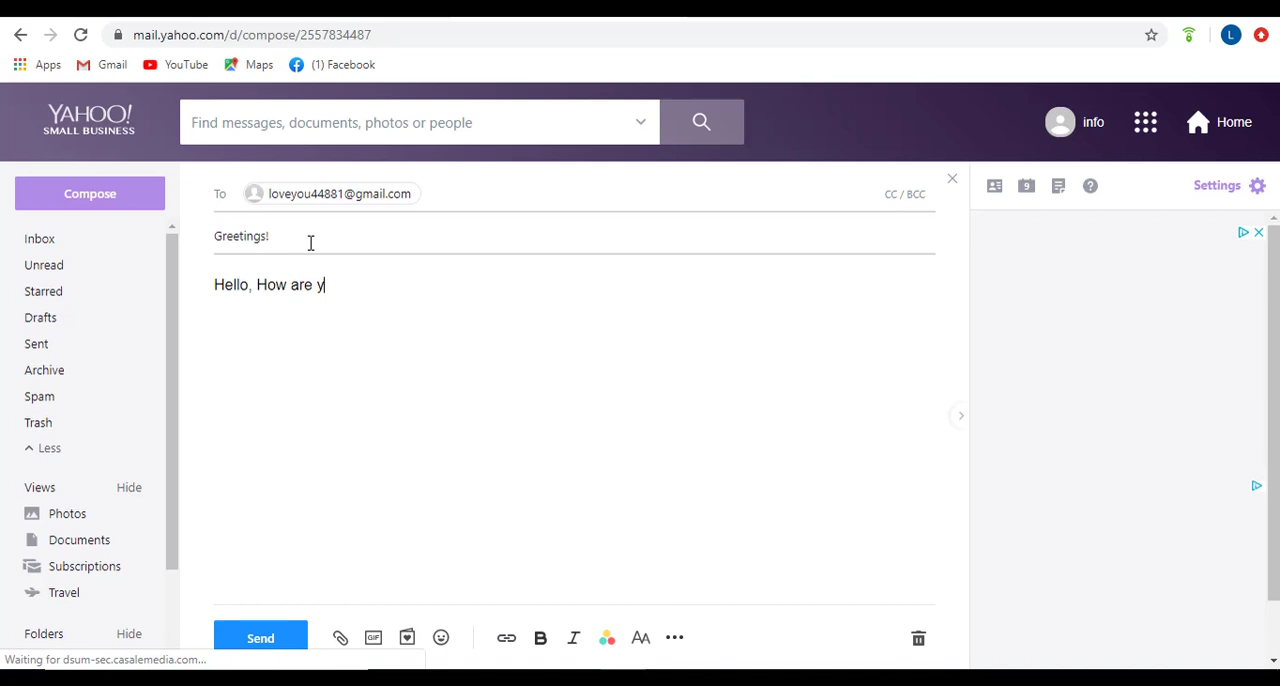 mail.yahoo.com/d/compose/2557834487
L
Apps Gmail YouTube Maps (1) Facebook
YAHOO!
SMALL BUSINESS
Find messages, documents, photos or people
info
Home
Compose
To loveyou44881@gmail.com CC / BCC
9
Settings
Greetings!
Hello, How are y
Inbox
Unread
Starred
Drafts
Sent
Archive
Spam
Trash
Less
Views Hide
Photos
Documents
Subscriptions
Travel
Folders Hide
Send GIF B I AA
Waiting for dsum-sec.casalemedia.com...